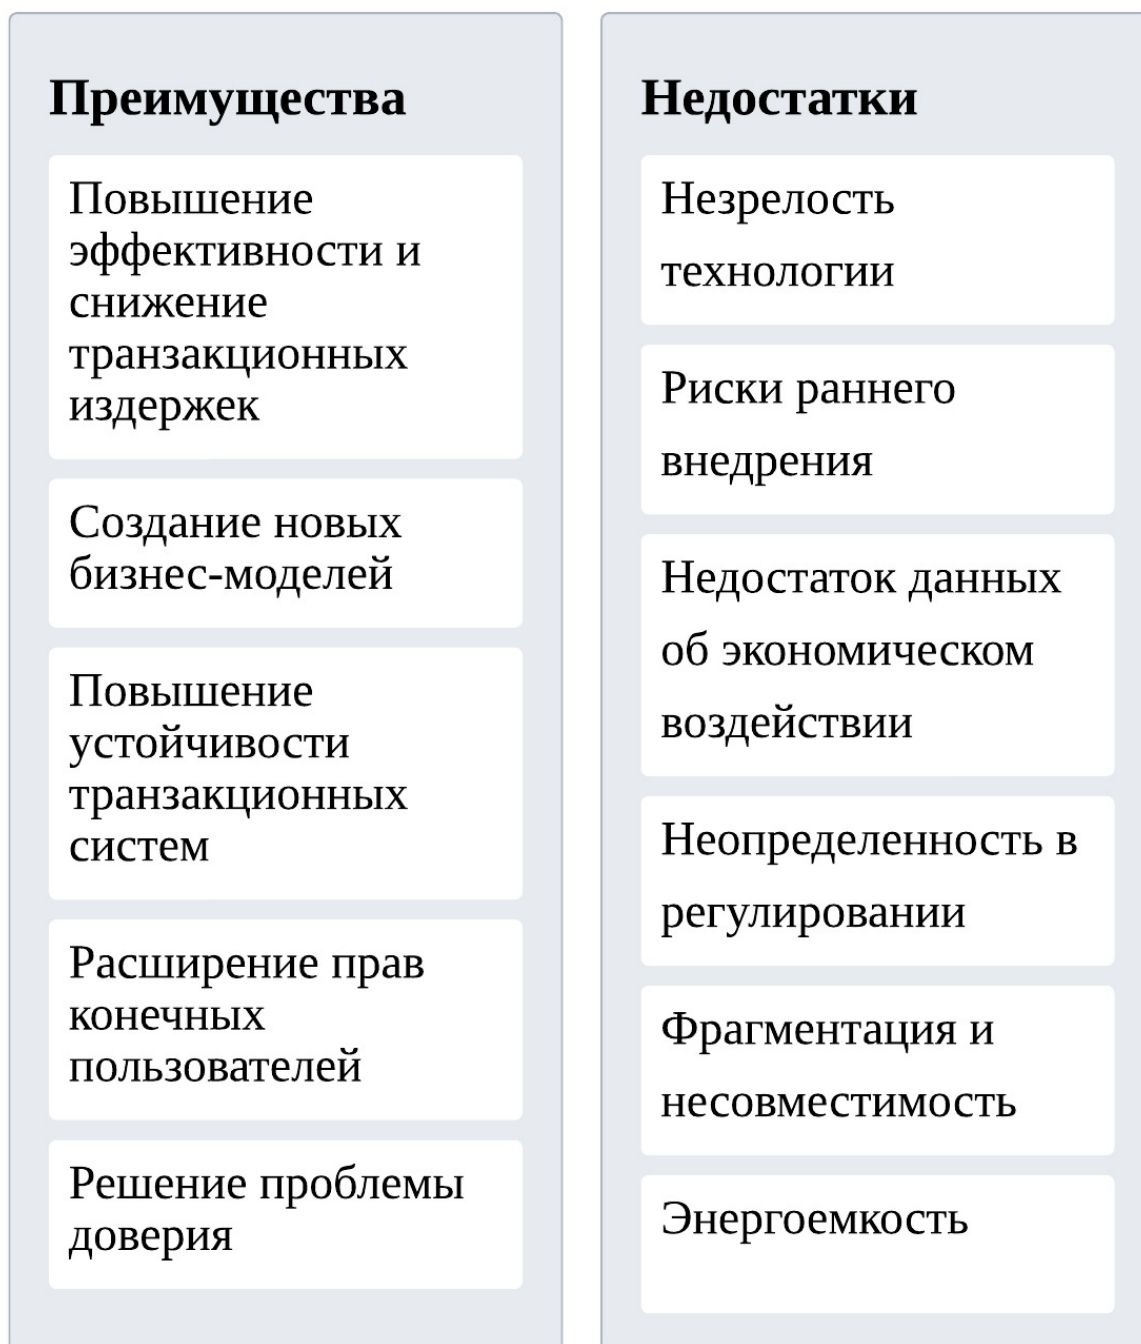 Преимущества
Повышение
эффективности и
снижение
транзакционных
издержек
Создание новых
бизнес-моделей
Повышение
устойчивости
транзакционных
систем
Расширение прав
конечных
пользователей
Решение проблемы
доверия
Недостатки
Незрелость
технологии
Риски раннего
внедрения
Недостаток данных
об экономическом
воздействии
Неопределенность в
регулировании
Фрагментация и
несовместимость
Энергоемкость